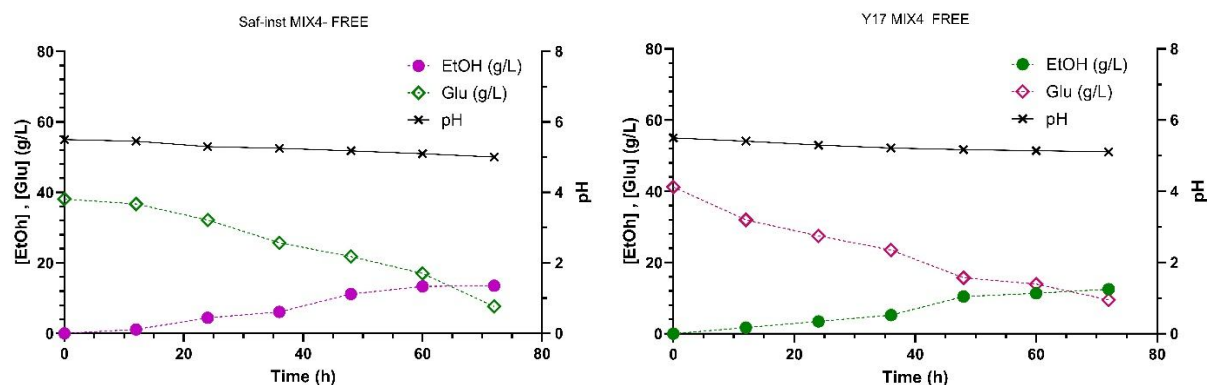 Saf-inst MIX4- FREE
80
60
40
20
0
[EtOh] , [Glu] (g/L)
EtOH (g/L)
Glu (g/L)
pH
8
6
4
2
0
pH
0 20 40 60 80
Time (h)
Y17 MIX4 FREE
80
60
40
20
0
[EtOh] , [Glu] (g/L)
EtOH (g/L)
Glu (g/L)
pH
8
6
4
2
0
pH
0 20 40 60 80
Time (h)